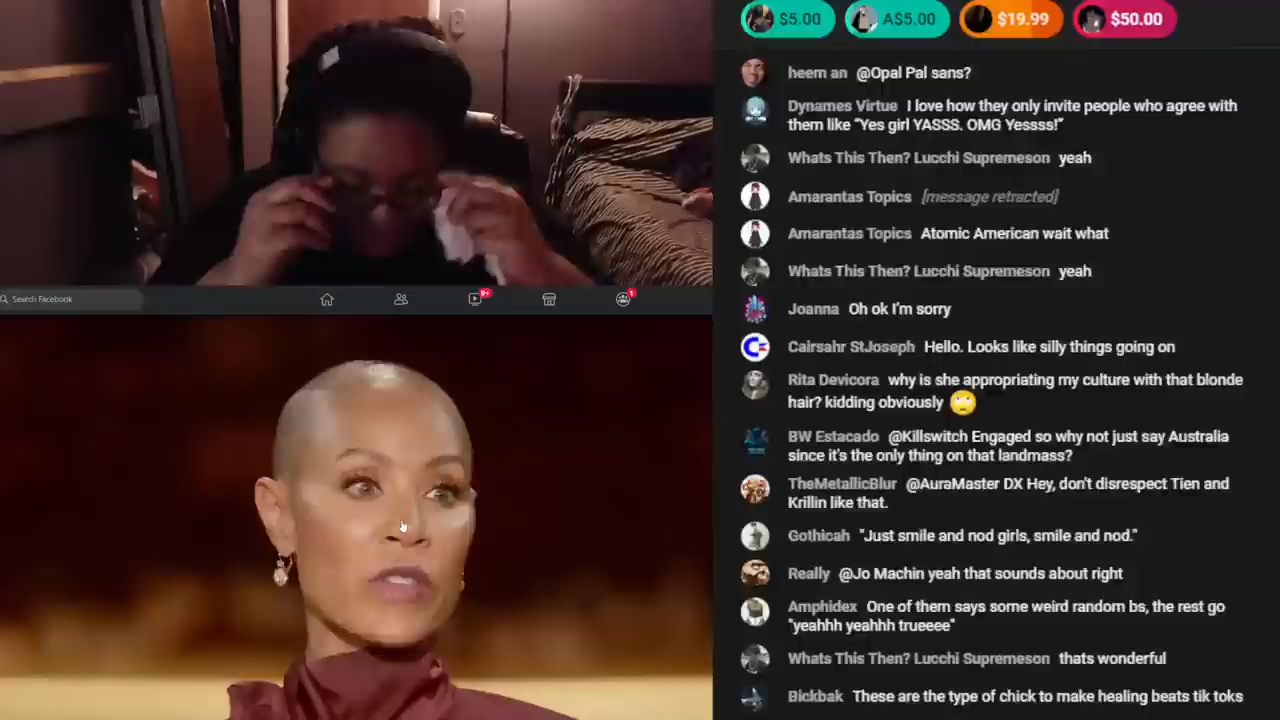 $5.00 A$5.00 $19.99 $50.00
heem an @Opal Pal sans?
Dynames Virtue I love how they only invite people who agree with
them like “Yes girl YASSS. OMG Yessss!”
Whats This Then? Lucchi Supremeson yeah
Amarantas Topics [message retracted]
Amarantas Topics Atomic American wait what
Whats This Then? Lucchi Supremeson yeah
Search Facebook
9+
1
Joanna Oh ok I'm sorry
Cairsahr StJoseph Hello. Looks like silly things going on
Rita Devicora why is she appropriating my culture with that blonde
hair? kidding obviously
BW Estacado @Killswitch Engaged so why not just say Australia
since it's the only thing on that landmass?
TheMetallicBlur @AuraMaster DX Hey, don't disrespect Tien and
Krillin like that.
Gothicah "Just smile and nod girls, smile and nod."
Really @Jo Machin yeah that sounds about right
Amphidex One of them says some weird random bs, the rest go
"yeahhh yeahhh trueeee"
Whats This Then? Lucchi Supremeson thats wonderful
Bickbak These are the type of chick to make healing beats tik toks